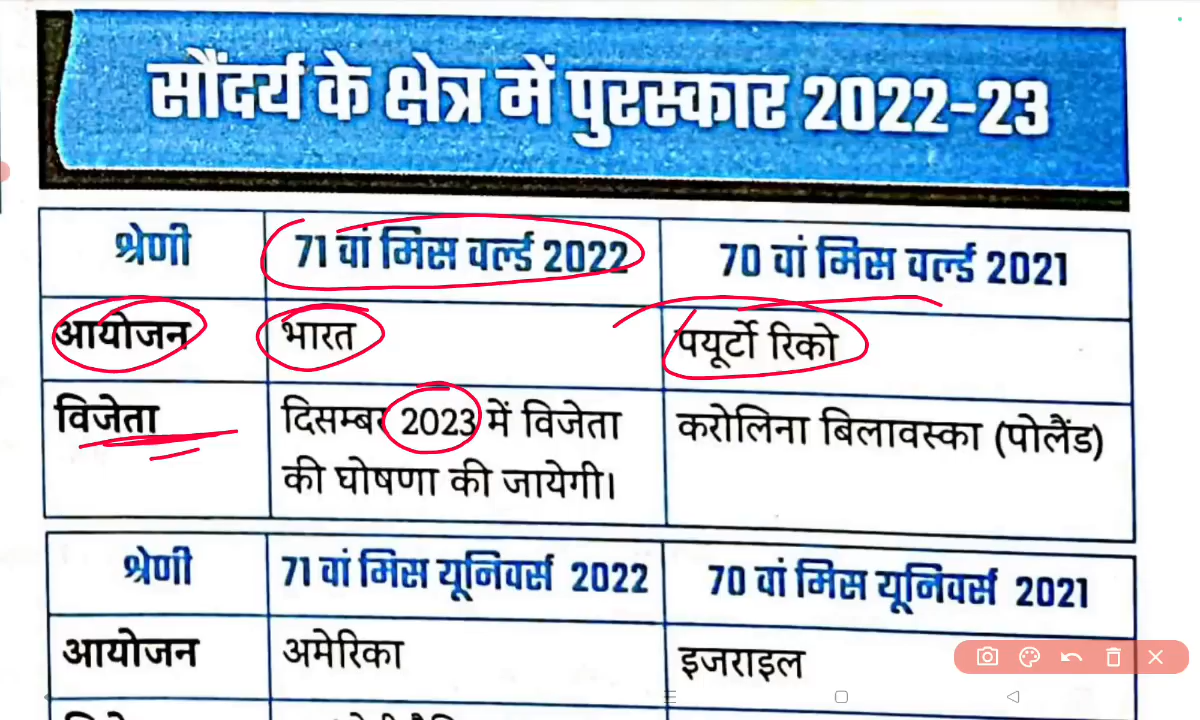 सौंदर्य के क्षेत्र में पुरस्कार 2022-23
श्रेणी 71 वां मिस वर्ल्ड 2022 70 वां मिस वर्ल्ड 2021
आयोजन भारत पयूर्टो रिको
विजेता दिसम्बर 2023 में विजेता करोलिना बिलावस्का (पोलैंड)
की घोषणा की जायेगी।
श्रेणी 71 वां मिस यूनिवर्स 2022 70 वां मिस यूनिवर्स 2021
आयोजन अमेरिका इजराइल